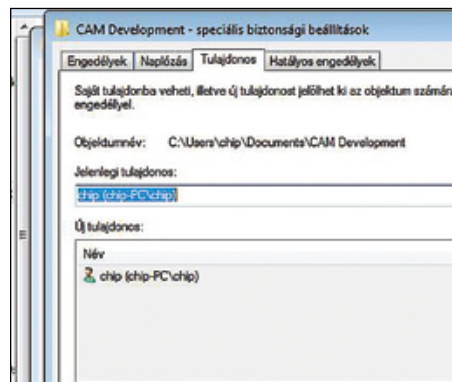 CAM Development - speciális biztonsági beállítások
Engedélyek Naplózás Tulajdonos Hatályos engedélyek
Saját tulajdonba veheti, illetve új tulajdonost jelölhet ki az objektum számára
engedéllyel.
Objektumnév: C:\Users\chip\Documents\CAM Development
Jelenlegi tulajdonos:
chip (chip-PC\chip)
Új tulajdonos:
Név
chip (chip-PC\chip)